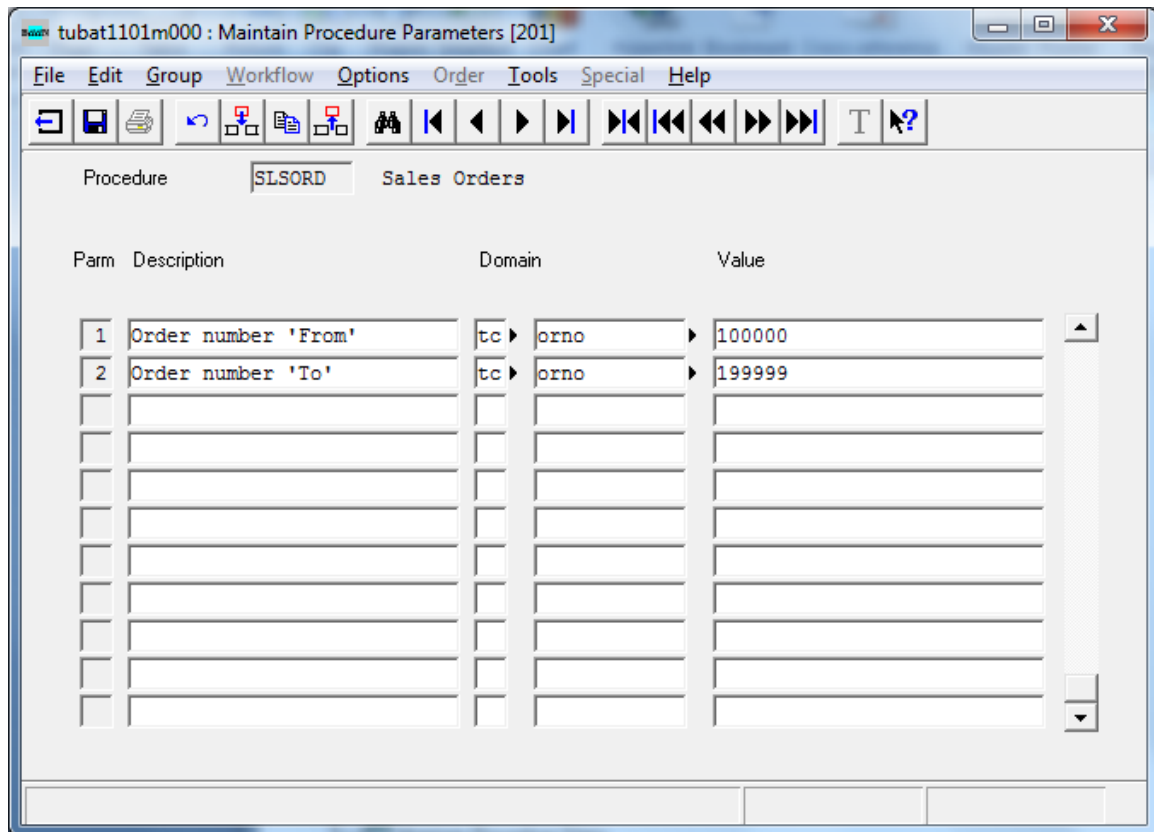 tubat1101m000 : Maintain Procedure Parameters [201]
File Edit Group Workflow Options Order Tools Special Help
T ?
Procedure SLSORD Sales Orders
Parm Description Domain Value
1 Order number 'From' tc orno 100000
2 Order number 'To' tc orno 199999